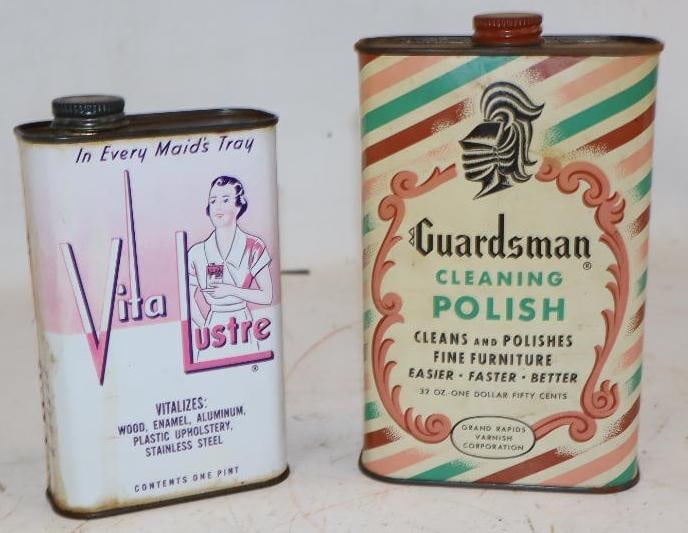 In Every Maid's Tray
Vita
Lustre
®
VITALIZES:
WOOD, ENAMEL, ALUMINUM,
PLASTIC UPHOLSTERY,
STAINLESS STEEL
CONTENTS ONE PINT
Guardsman
®
CLEANING
POLISH
CLEANS AND POLISHES
FINE FURNITURE
EASIER · FASTER · BETTER
32 OZ. ONE DOLLAR FIFTY CENTS
GRAND RAPIDS
VARNISH
CORPORATION